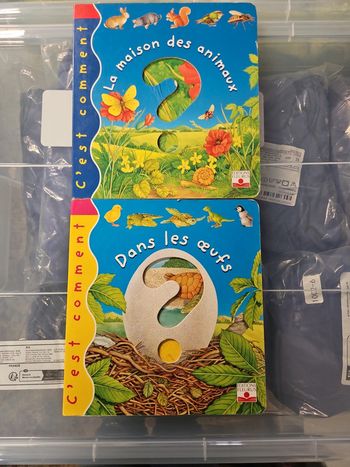 C'est comment
La maison des animaux
?
EDITIONS
FLEURUS
C'est comment
Dans les œufs
?
EDITIONS
FLEURUS